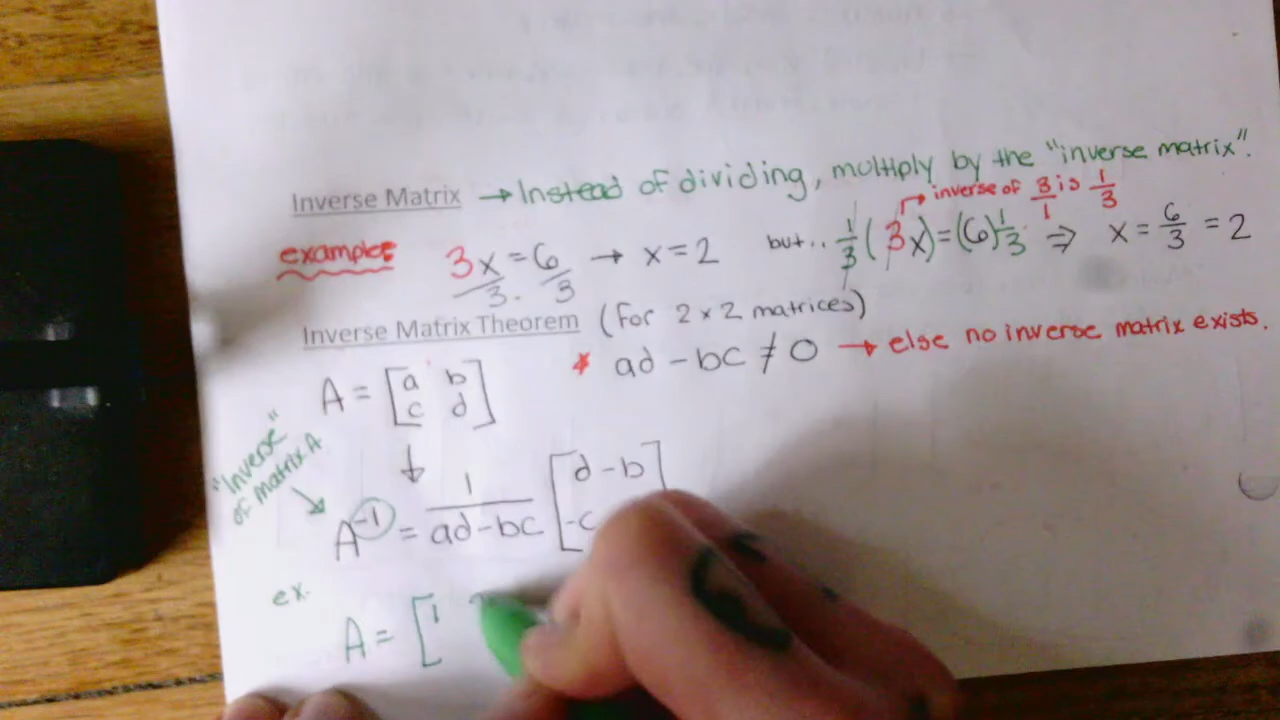 Inverse Matrix → Instead of dividing, multiply by the "inverse matrix".
inverse of 3/1 is 1/3
example: 3x/3 = 6/3 → x = 2 but.. 1/3(3x) = (6)1/3 ⇒ x = 6/3 = 2
Inverse Matrix Theorem (for 2 × 2 matrices)
* ad - bc ≠ 0 → else no inverse matrix exists.
A = [a b
c d]
"Inverse"
of matrix A
↓
A⁻¹ = 1/ad-bc [d -b
-c
ex.
A = [1